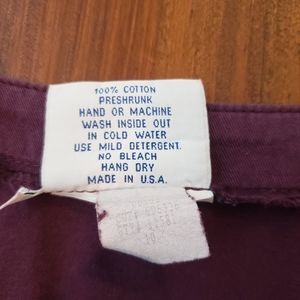 100% COTTON
PRESHRUNK
HAND OR MACHINE
WASH INSIDE OUT
IN COLD WATER
USE MILD DETERGENT.
NO BLEACH
HANG DRY
MADE IN U.S.A.